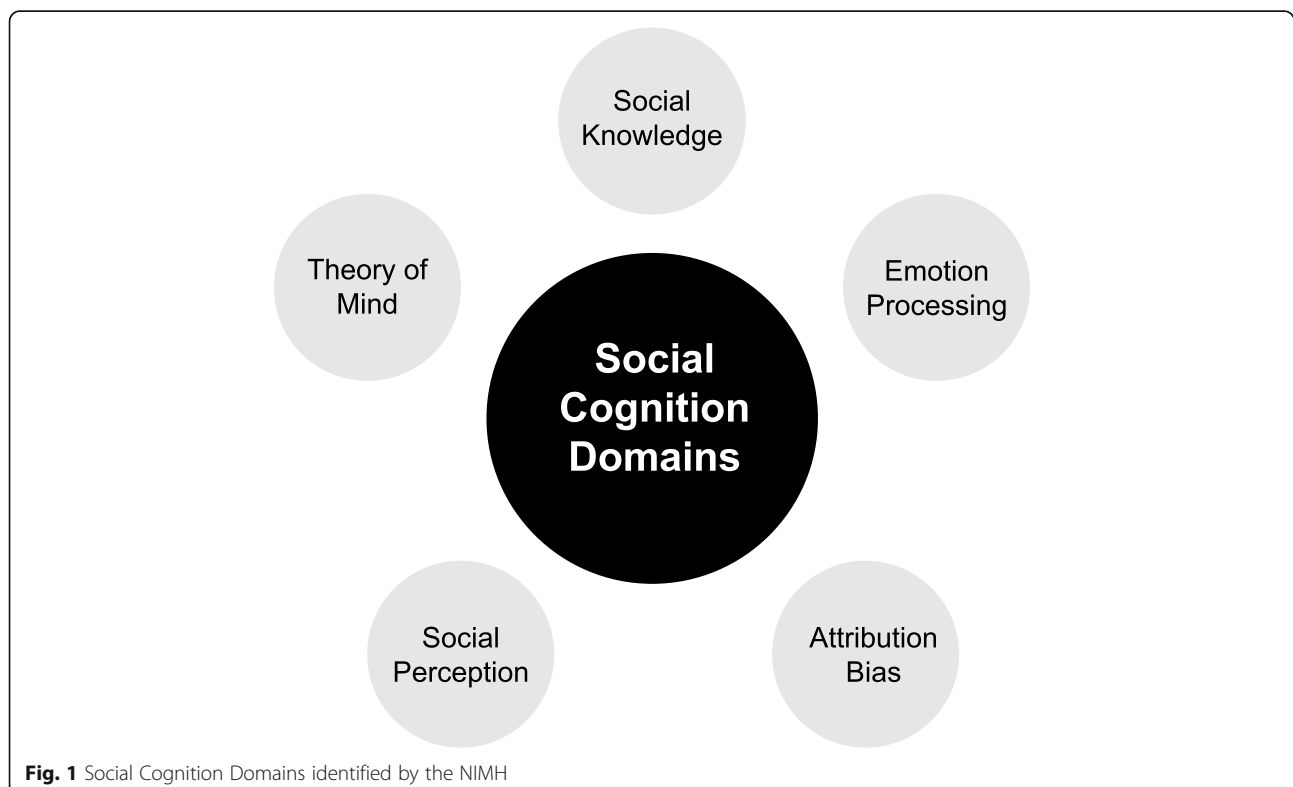 Social
Knowledge
Theory of
Mind
Emotion
Processing
Social
Cognition
Domains
Social
Perception
Attribution
Bias
Fig. 1 Social Cognition Domains identified by the NIMH